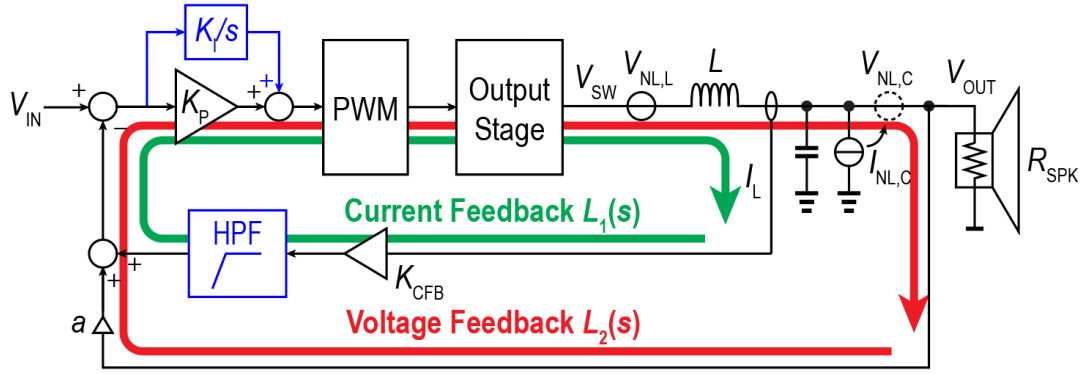 K_I/s
V_IN
+
−
K_P
+
+
PWM
Output
Stage
V_SW
V_NL,L
L
V_NL,C
V_OUT
I_NL,C
R_SPK
I_L
Current Feedback L_1(s)
HPF
+
+
K_CFB
a
Voltage Feedback L_2(s)